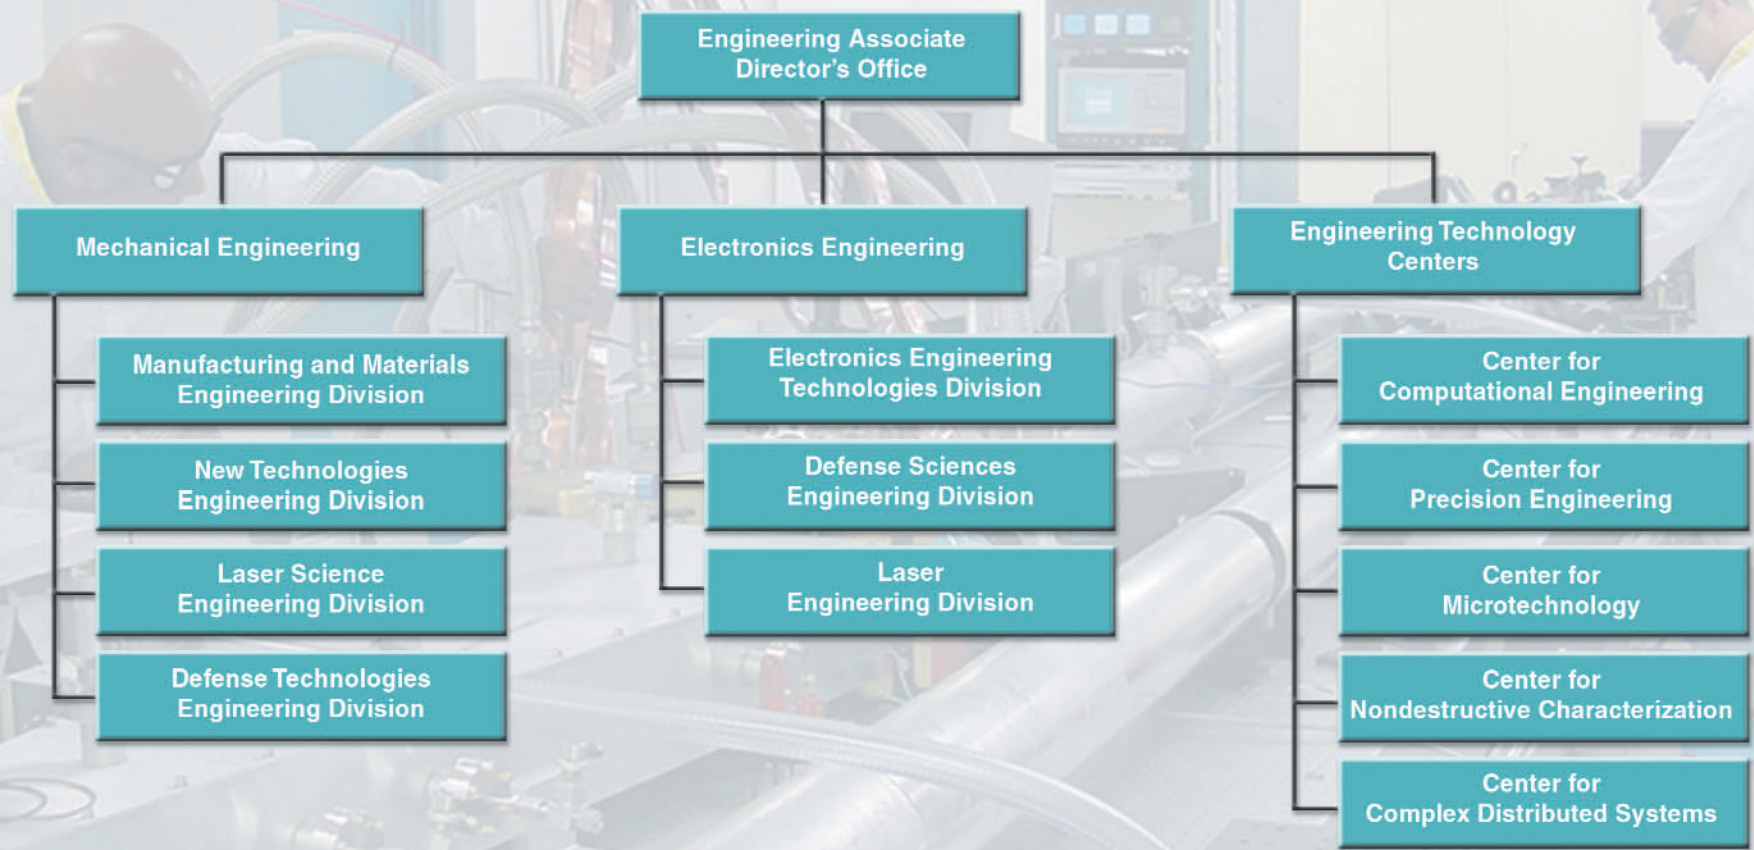 Engineering Associate
Director's Office
Mechanical Engineering
Electronics Engineering
Engineering Technology
Centers
Manufacturing and Materials
Engineering Division
New Technologies
Engineering Division
Laser Science
Engineering Division
Defense Technologies
Engineering Division
Electronics Engineering
Technologies Division
Defense Sciences
Engineering Division
Laser
Engineering Division
Center for
Computational Engineering
Center for
Precision Engineering
Center for
Microtechnology
Center for
Nondestructive Characterization
Center for
Complex Distributed Systems